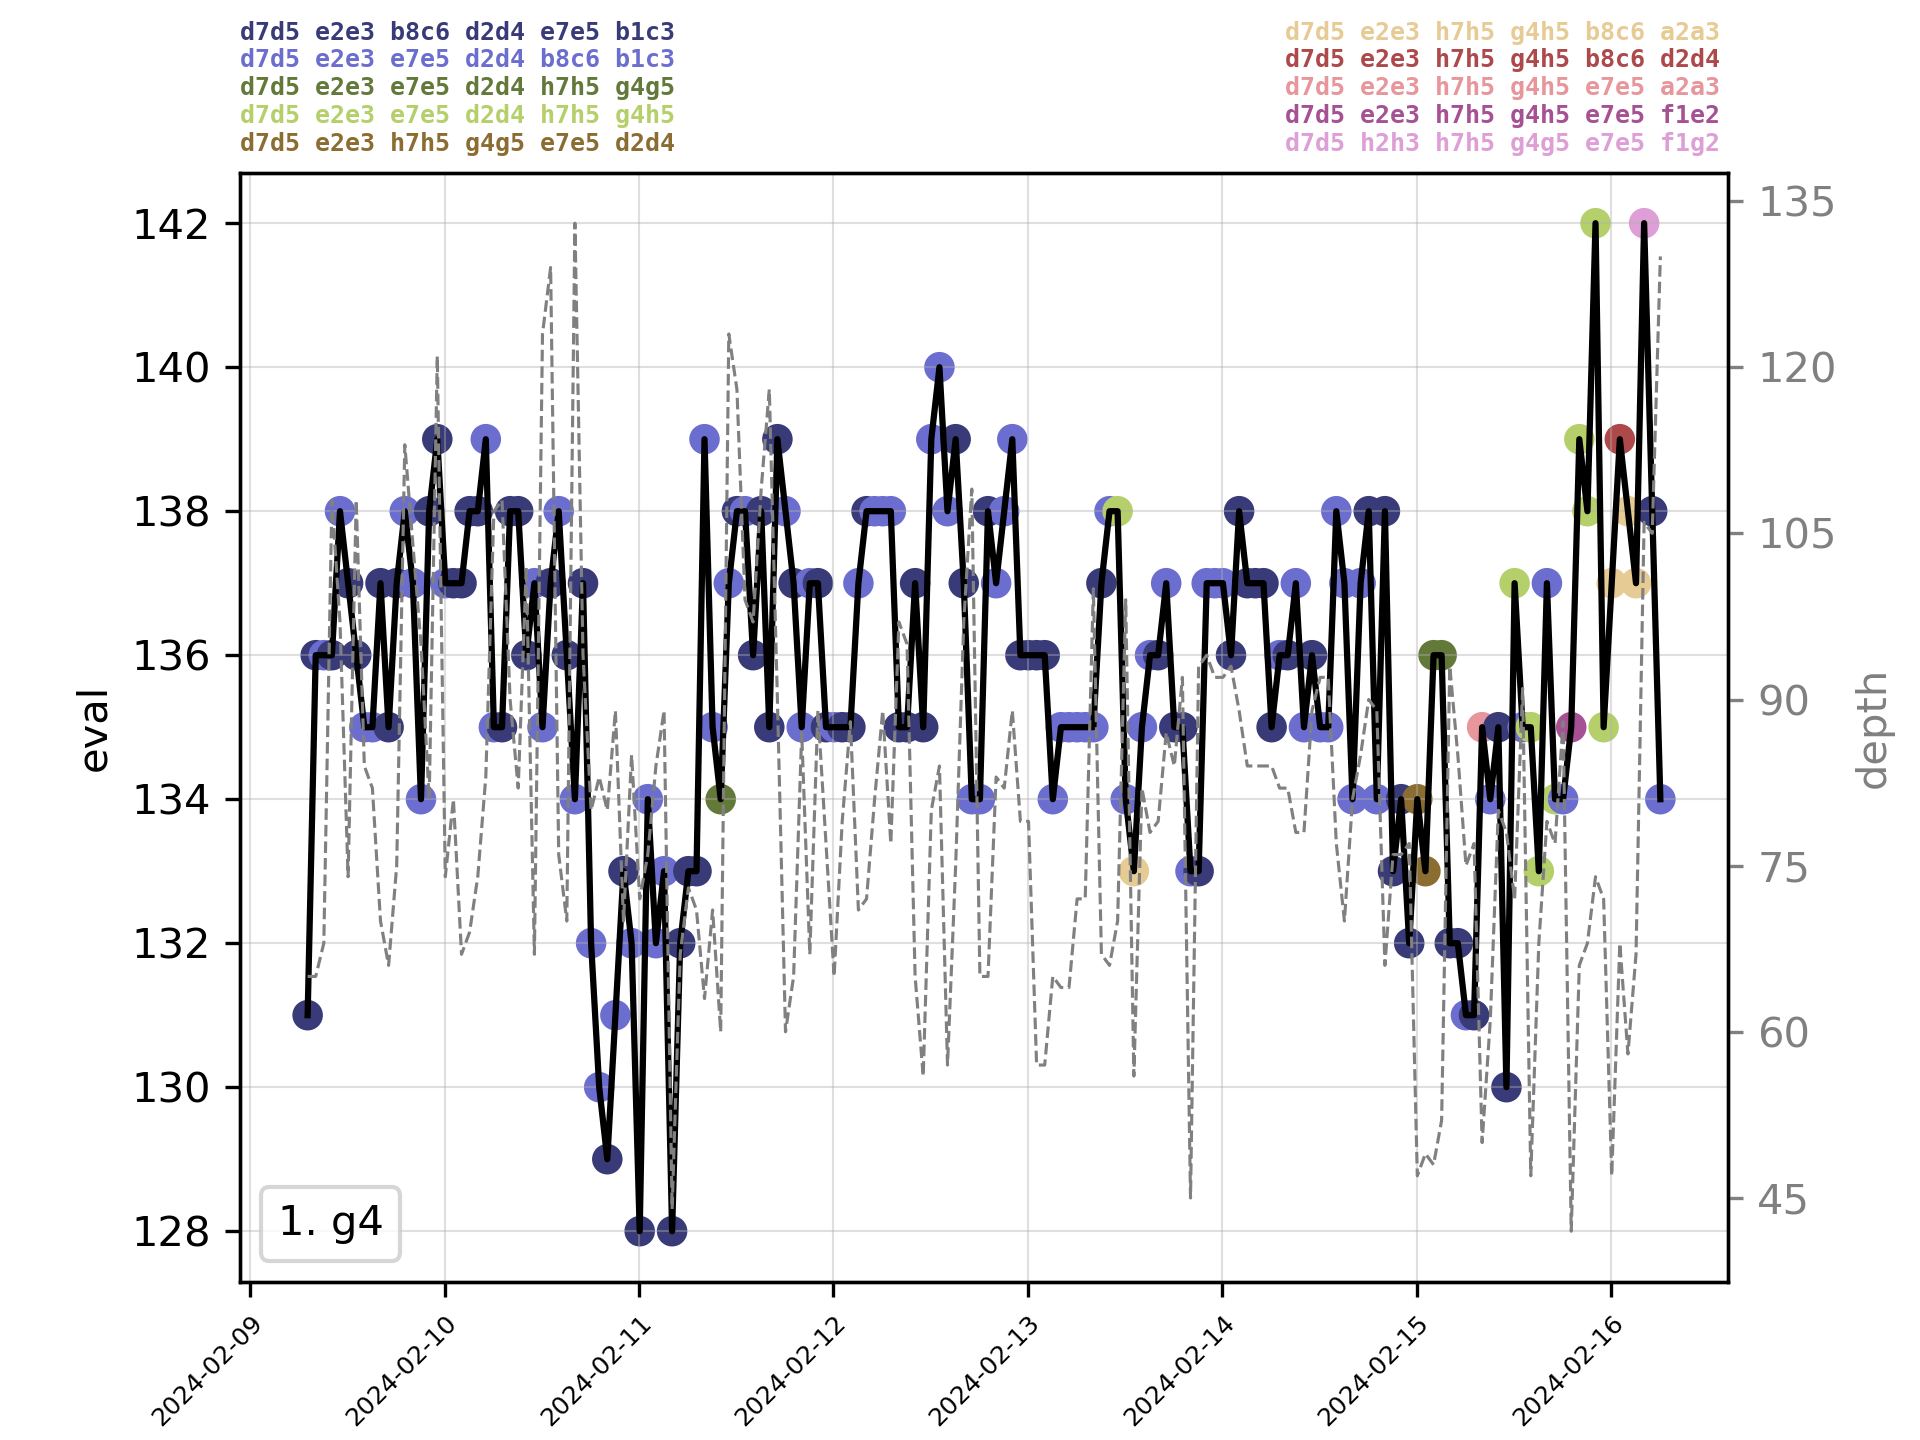 d7d5 e2e3 b8c6 d2d4 e7e5 b1c3
d7d5 e2e3 e7e5 d2d4 b8c6 b1c3
d7d5 e2e3 e7e5 d2d4 h7h5 g4g5
d7d5 e2e3 e7e5 d2d4 h7h5 g4h5
d7d5 e2e3 h7h5 g4g5 e7e5 d2d4
d7d5 e2e3 h7h5 g4h5 b8c6 a2a3
d7d5 e2e3 h7h5 g4h5 b8c6 d2d4
d7d5 e2e3 h7h5 g4h5 e7e5 a2a3
d7d5 e2e3 h7h5 g4h5 e7e5 f1e2
d7d5 h2h3 h7h5 g4g5 e7e5 f1g2
142
140
138
136
134
132
130
128
eval
135
120
105
90
75
60
45
depth
1. g4
2024-02-09
2024-02-10
2024-02-11
2024-02-12
2024-02-13
2024-02-14
2024-02-15
2024-02-16